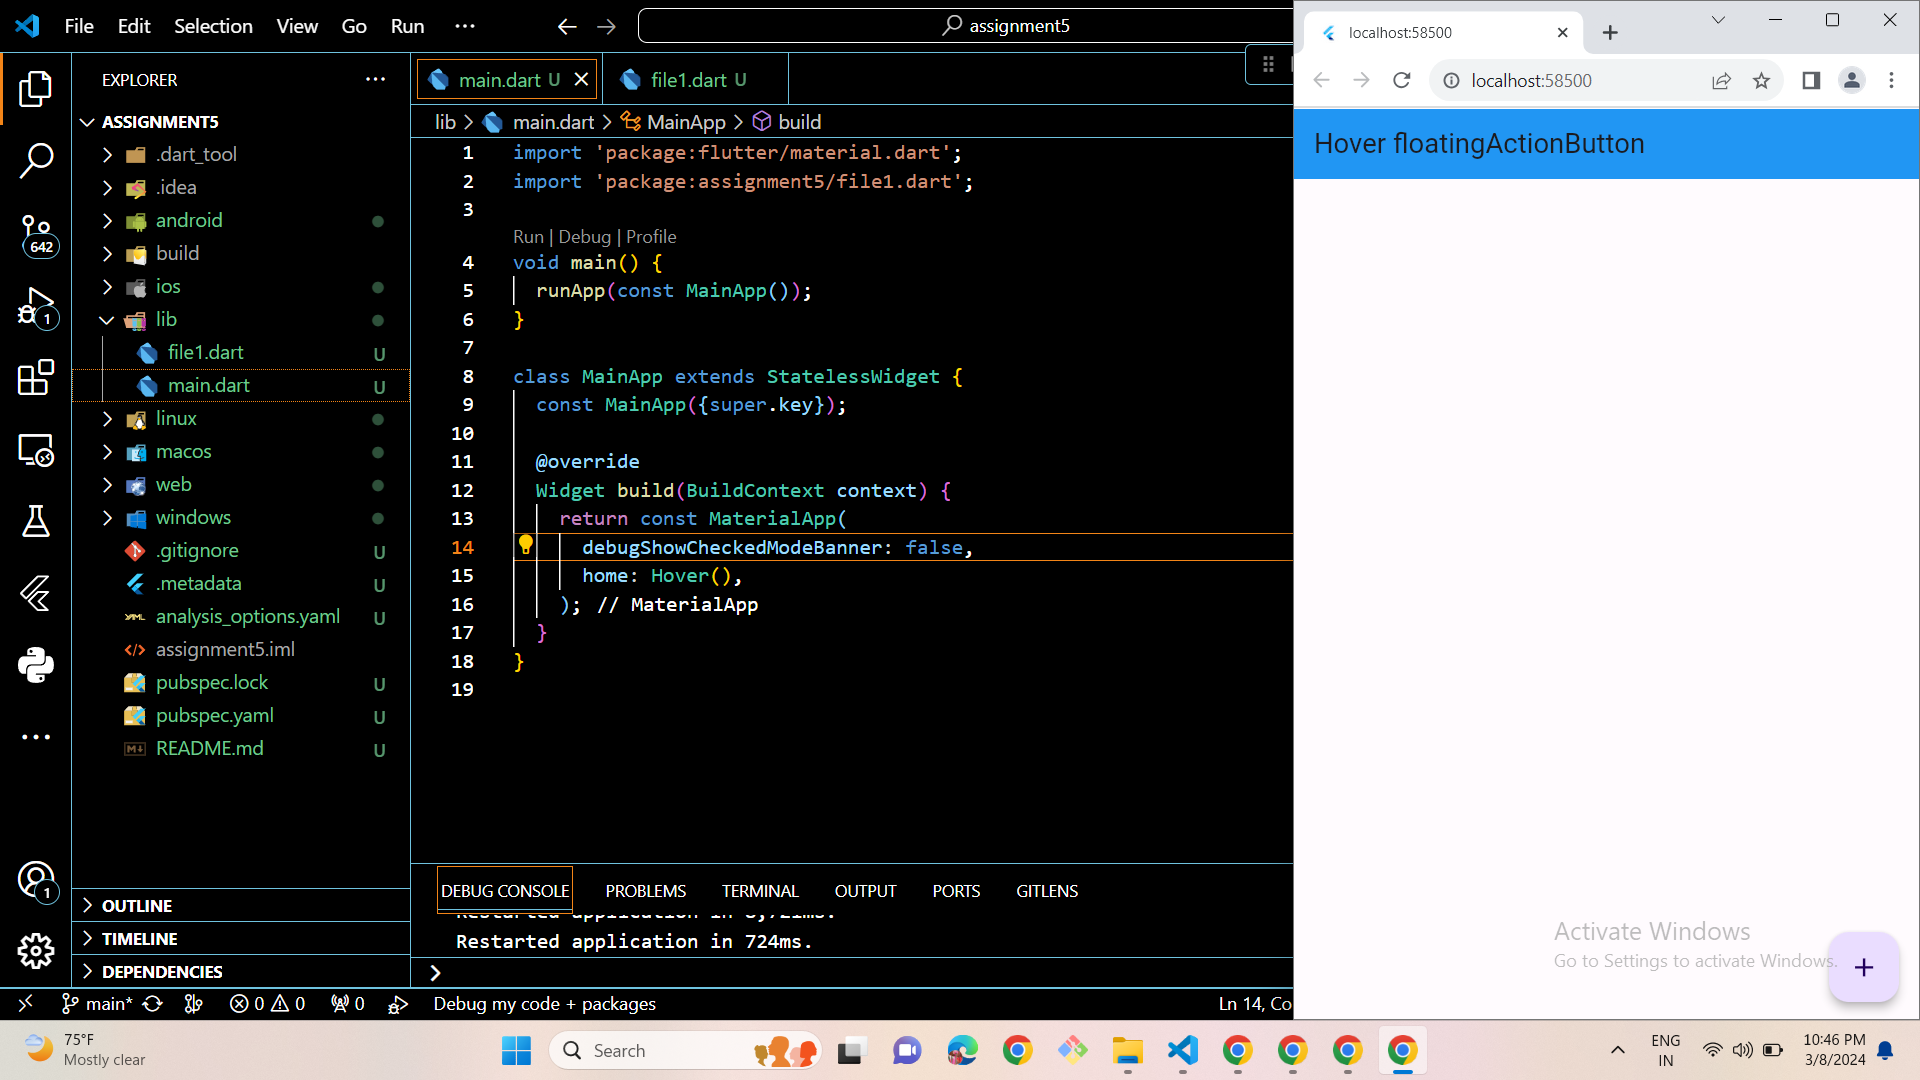 File Edit Selection View Go Run
assignment5
EXPLORER
ASSIGNMENT5
.dart_tool
.idea
android
build
ios
lib
file1.dart U
main.dart U
linux
macos
web
windows
.gitignore U
.metadata U
analysis_options.yaml U
assignment5.iml
pubspec.lock U
pubspec.yaml U
README.md U
OUTLINE
TIMELINE
DEPENDENCIES
642
1
1
main.dart U
file1.dart U
lib > main.dart > MainApp > build
1 import 'package:flutter/material.dart';
2 import 'package:assignment5/file1.dart';
3
Run | Debug | Profile
4 void main() {
5 runApp(const MainApp());
6 }
7
8 class MainApp extends StatelessWidget {
9 const MainApp({super.key});
10
11 @override
12 Widget build(BuildContext context) {
13 return const MaterialApp(
14 debugShowCheckedModeBanner: false,
15 home: Hover(),
16 ); // MaterialApp
17 }
18 }
19
DEBUG CONSOLE PROBLEMS TERMINAL OUTPUT PORTS GITLENS
Restarted application in
Restarted application in 724ms.
main* 0 0 0 Debug my code + packages Ln 14, Co
localhost:58500
localhost:58500
Hover floatingActionButton
Activate Windows
Go to Settings to activate Windows.
75°F
Mostly clear
Search
ENG
IN
10:46 PM
3/8/2024